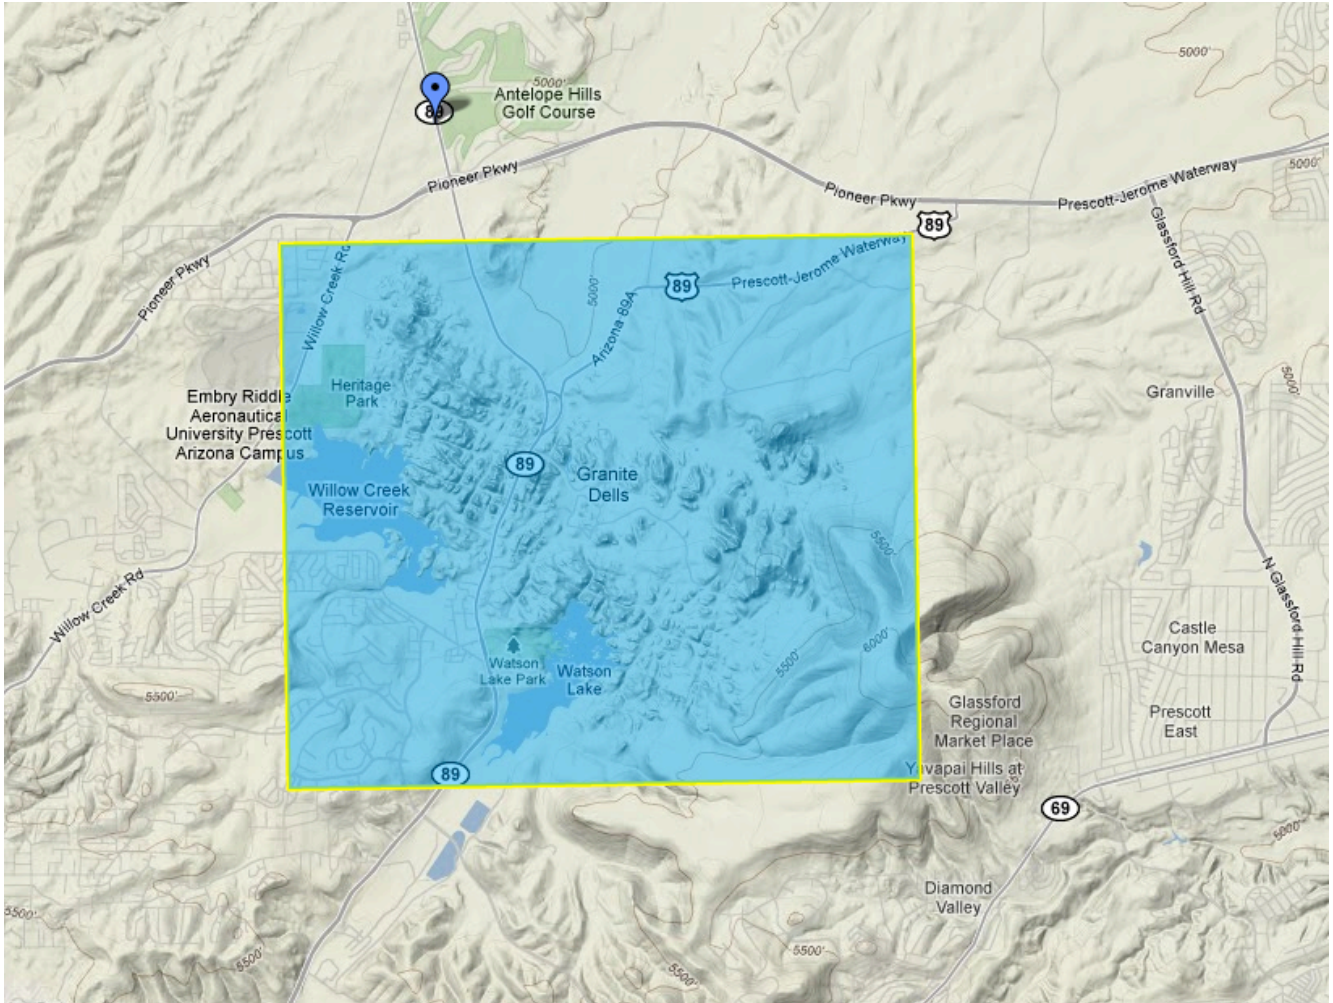 5000'
5000'
Antelope Hills
Golf Course
89
Pioneer Pkwy
Pioneer Pkwy
Prescott-Jerome Waterway
5000'
89
Glassford Hill Rd
Pioneer Pkwy
Willow Creek Rd
Prescott-Jerome Waterway
89
5000'
Arizona 89A
Heritage
Park
Granville
5000'
Embry Riddle
Aeronautical
University Prescott
Arizona Campus
89
Granite
Dells
Willow Creek
Reservoir
5500'
Willow Creek Rd
N Glassford Hill Rd
Castle
Canyon Mesa
6000'
5500'
Watson
Lake Park
Watson
Lake
5500'
Glassford
Regional
Market Place
Prescott
East
89
Yavapai Hills at
Prescott Valley
69
5000'
Diamond
Valley
5500'
5500'
5500'
5500'